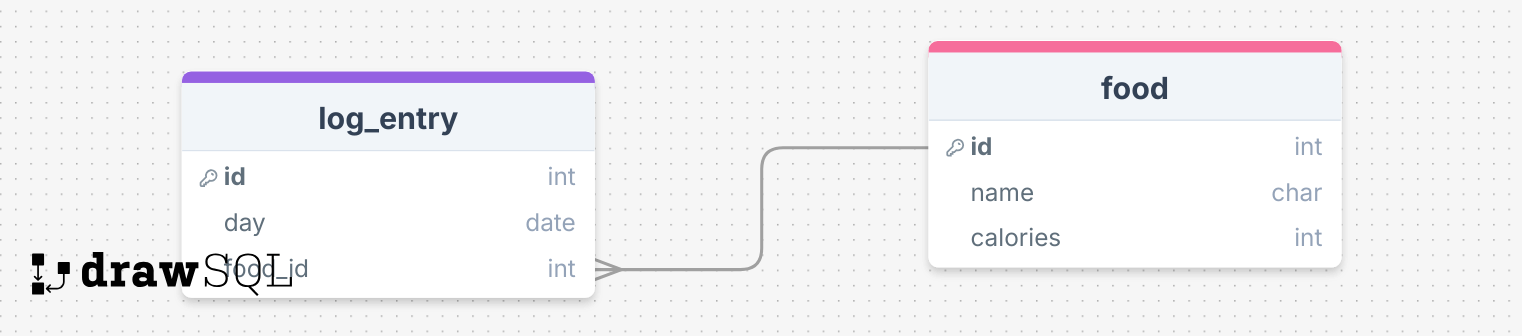 log_entry
id int
day date
food_id int
food
id int
name char
calories int
drawSQL